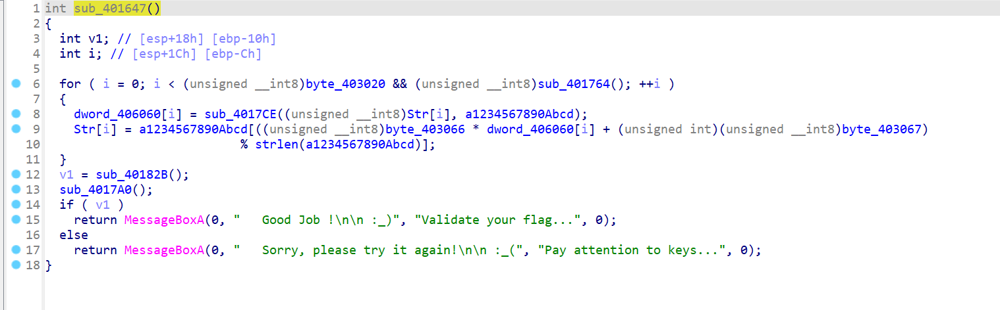 1 int sub_401647()
2 {
3   int v1; // [esp+18h] [ebp-10h]
4   int i; // [esp+1Ch] [ebp-Ch]
5
6   for ( i = 0; i < (unsigned __int8)byte_403020 && (unsigned __int8)sub_401764(); ++i )
7   {
8     dword_406060[i] = sub_4017CE((unsigned __int8)Str[i], a1234567890Abcd);
9     Str[i] = a1234567890Abcd[((unsigned __int8)byte_403066 * dword_406060[i] + (unsigned int)(unsigned __int8)byte_403067)
10                            % strlen(a1234567890Abcd)];
11   }
12   v1 = sub_40182B();
13   sub_4017A0();
14   if ( v1 )
15     return MessageBoxA(0, "   Good Job !\n\n :_)", "Validate your flag...", 0);
16   else
17     return MessageBoxA(0, "   Sorry, please try it again!\n\n :_(", "Pay attention to keys...", 0);
18 }